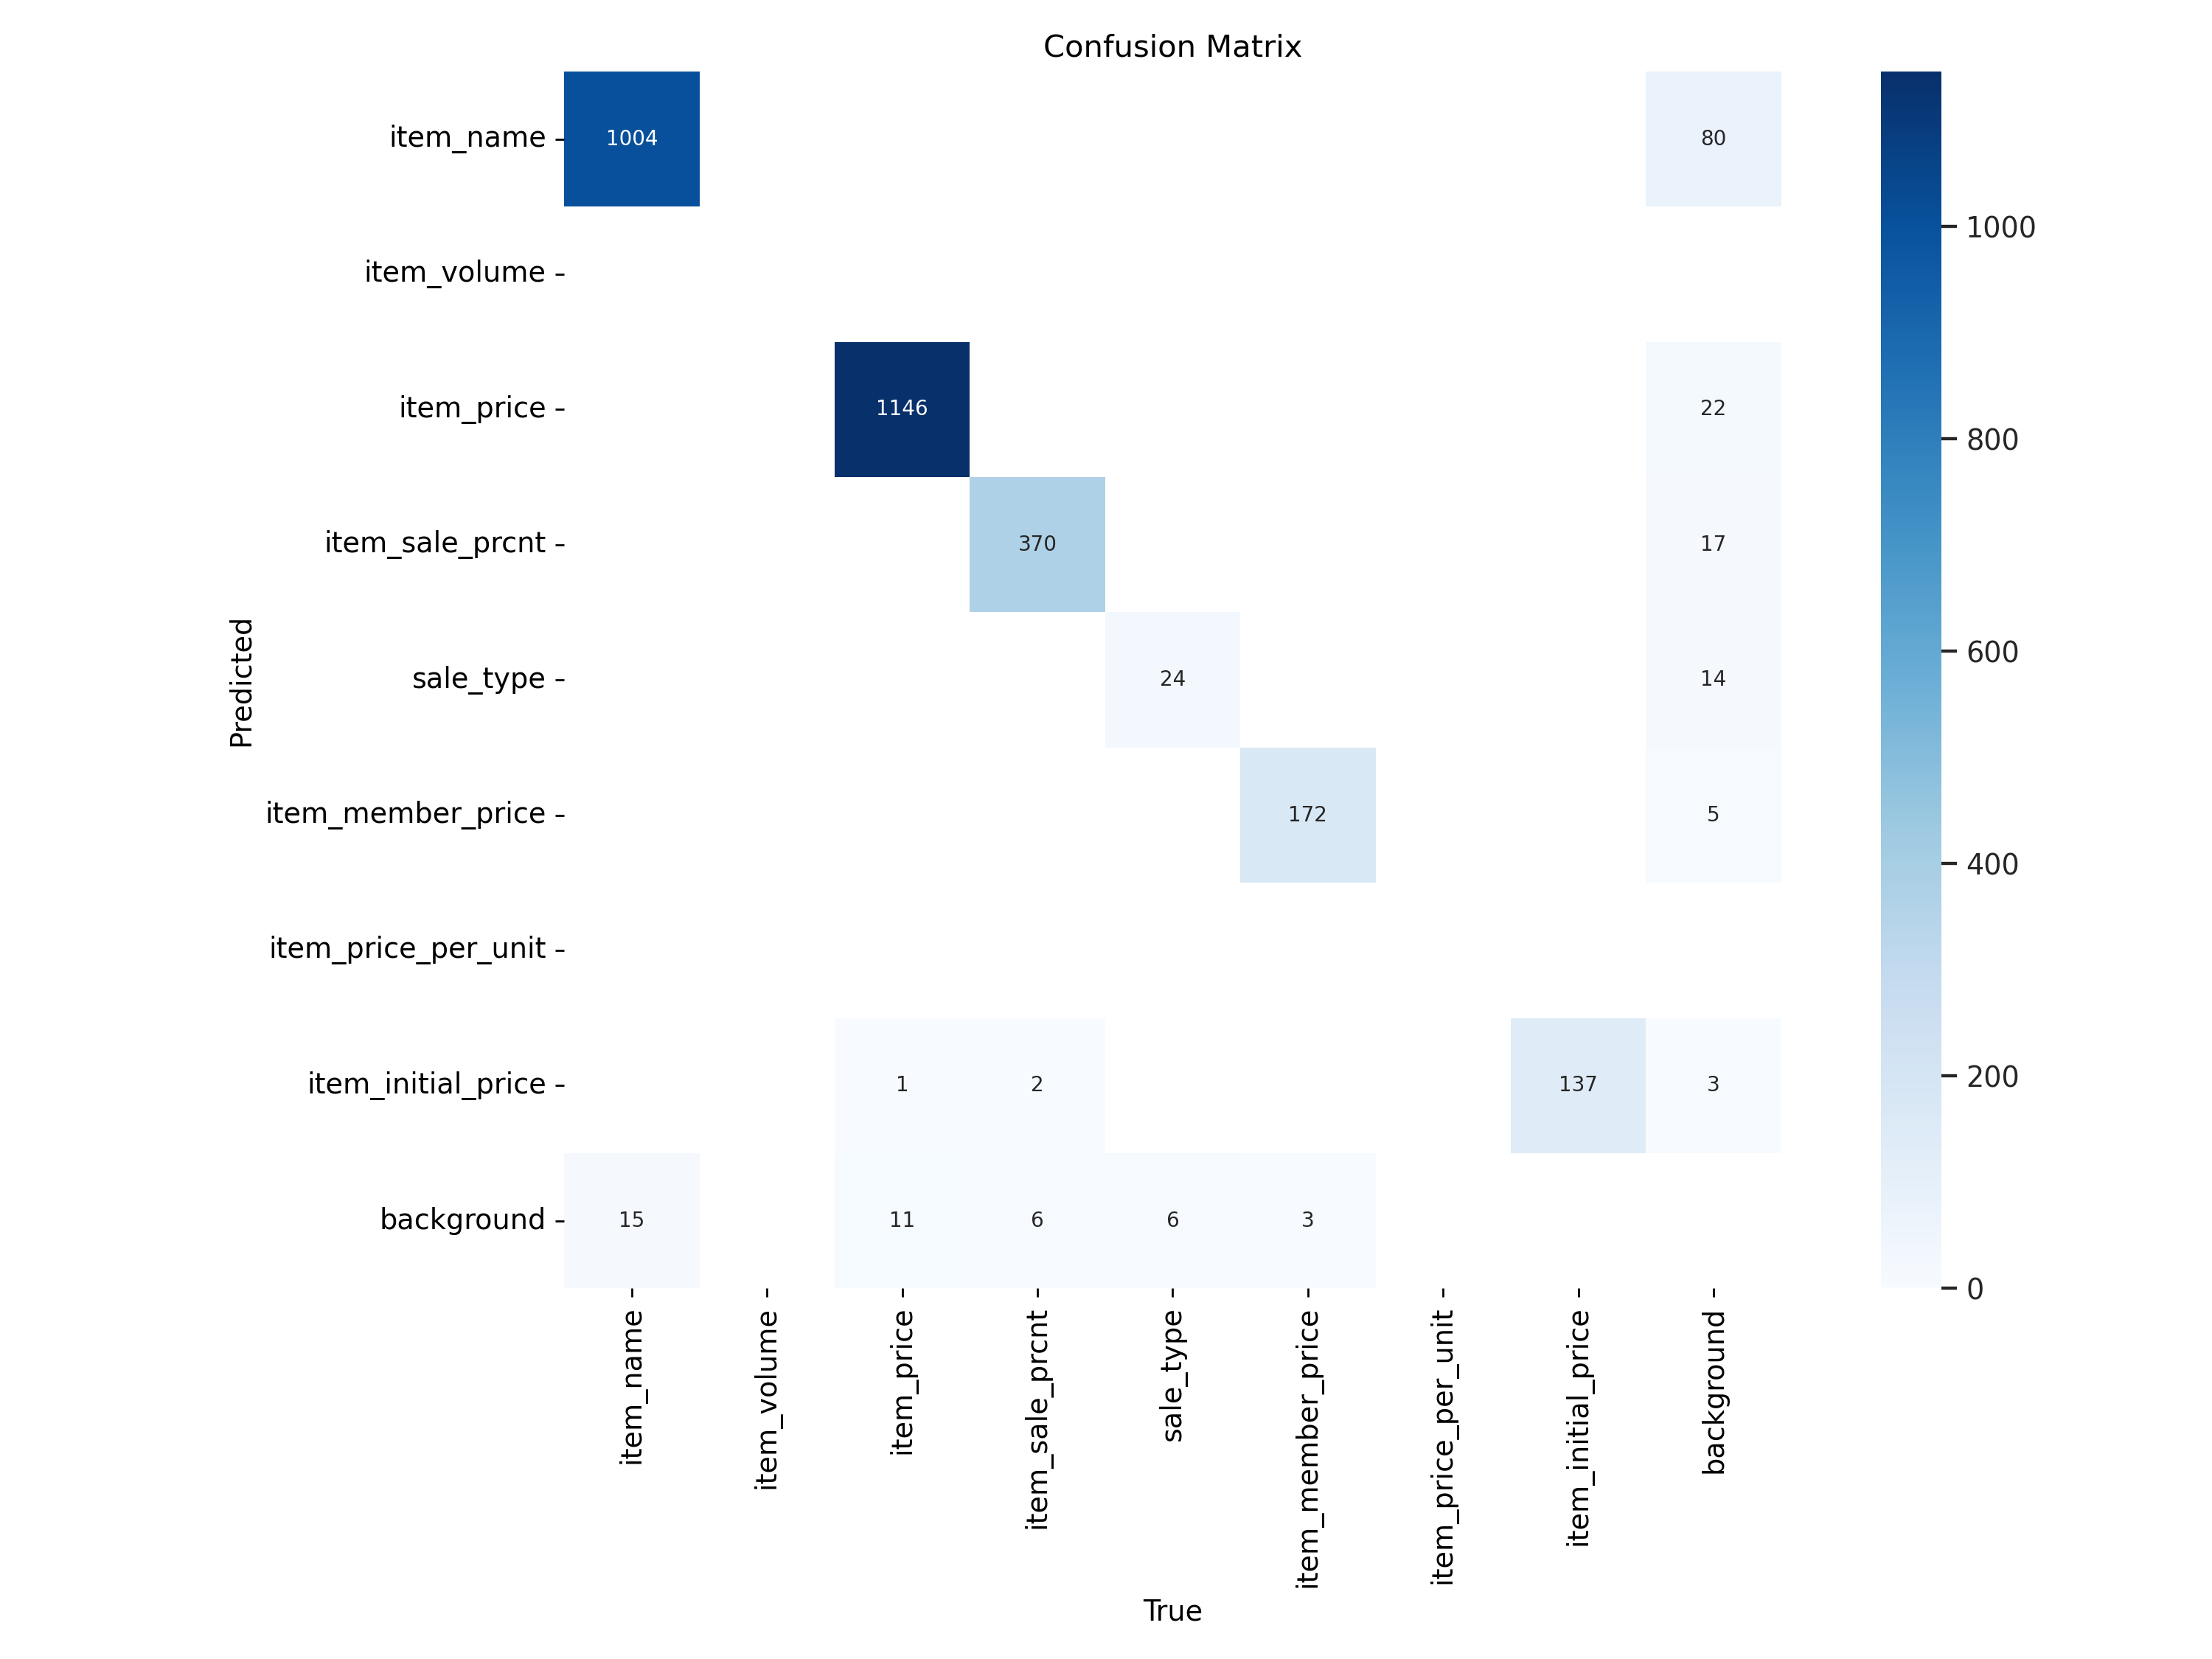 Confusion Matrix
item_name
1004
80
item_volume
item_price
1146
22
item_sale_prcnt
370
17
sale_type
24
14
item_member_price
172
5
item_price_per_unit
item_initial_price
1
2
137
3
background
15
11
6
6
3
Predicted
item_name
item_volume
item_price
item_sale_prcnt
sale_type
item_member_price
item_price_per_unit
item_initial_price
background
True
1000
800
600
400
200
0